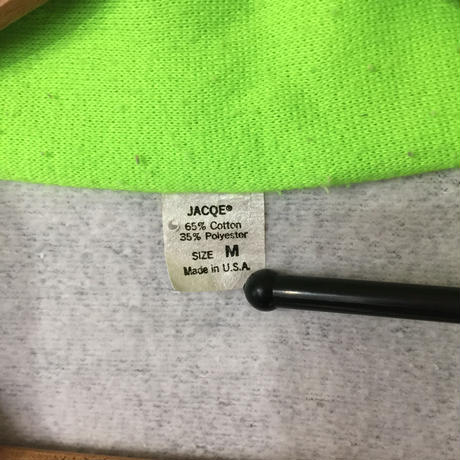 JACQE®
65% Cotton
35% Polyester
SIZE M
Made in U.S.A.